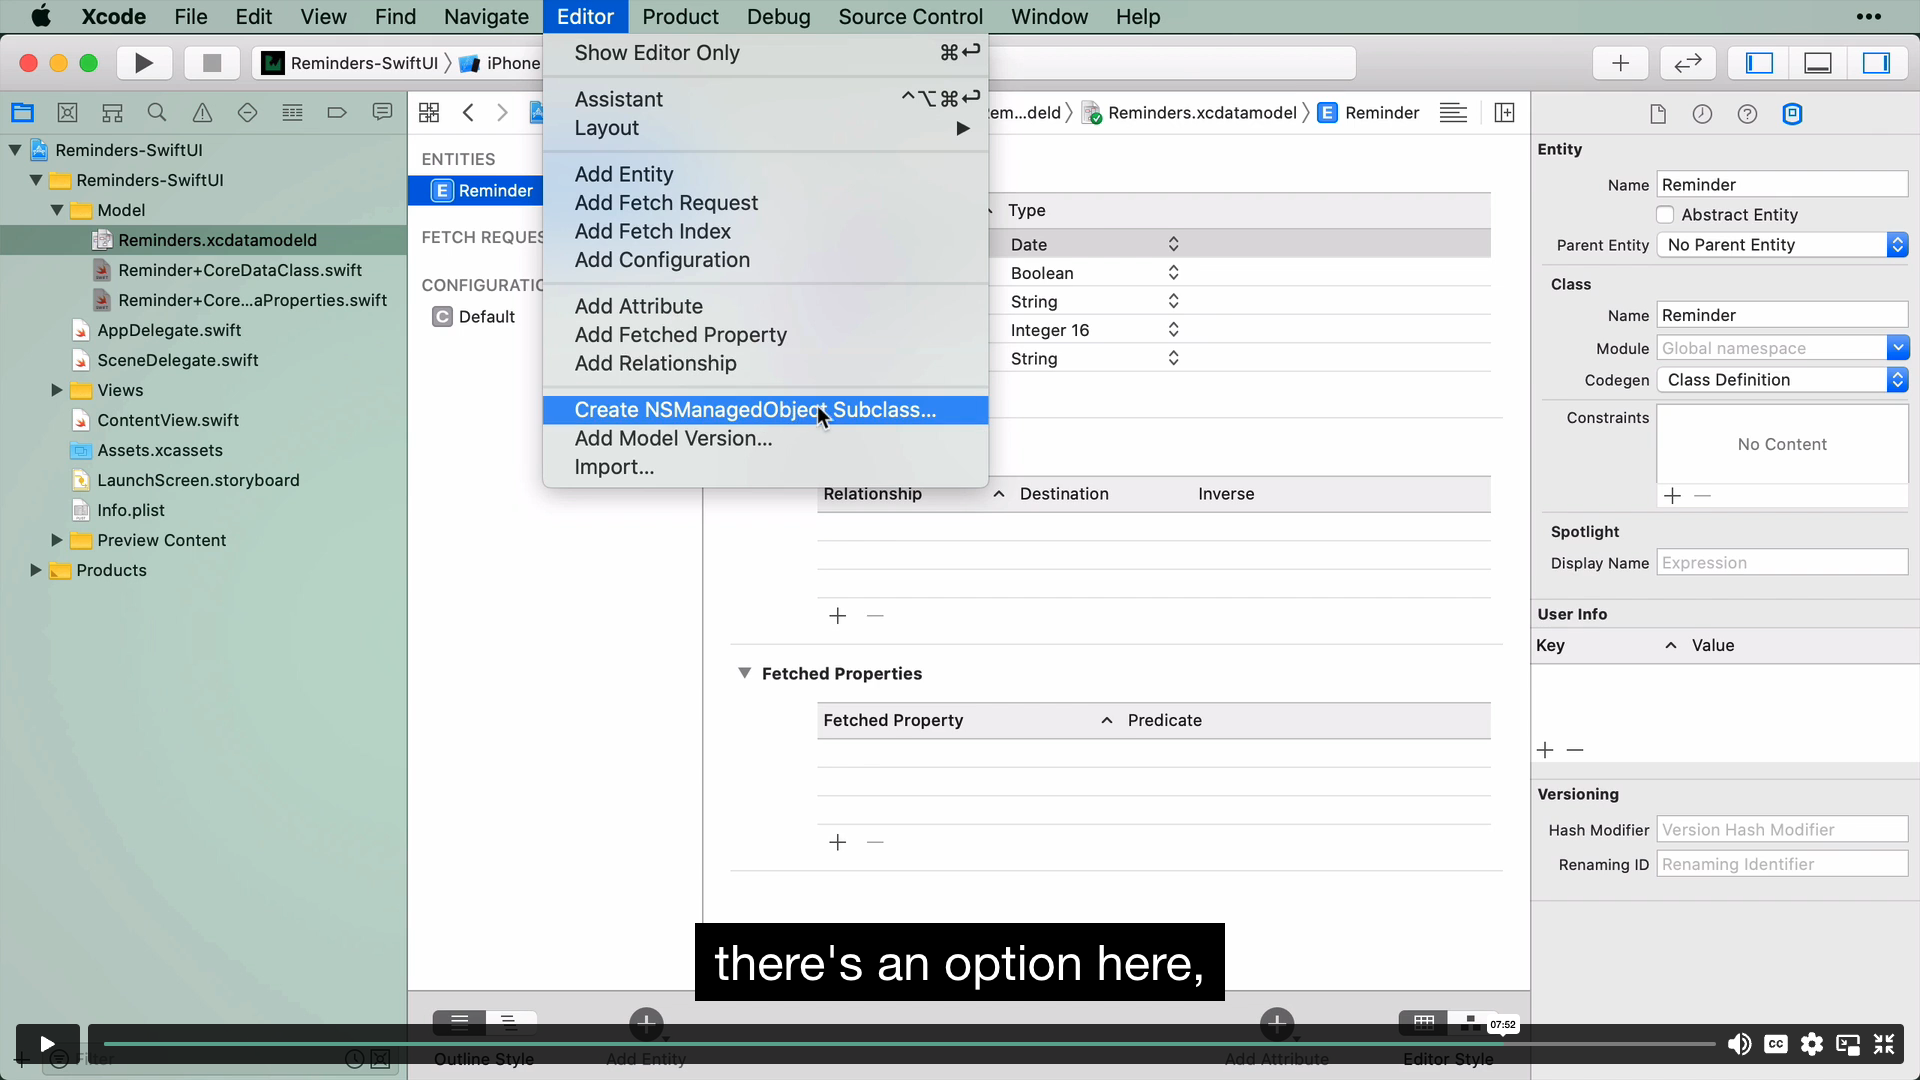 Xcode File Edit View Find Navigate Editor Product Debug Source Control Window Help •••
Reminders-SwiftUI 〉 iPhone
Show Editor Only ⌘↩
Assistant ^⌥⌘↩
Layout ▶
Add Entity
Add Fetch Request
Add Fetch Index
Add Configuration
Add Attribute
Add Fetched Property
Add Relationship
Create NSManagedObject Subclass...
Add Model Version...
Import...
Reminders-SwiftUI
Reminders-SwiftUI
Model
Reminders.xcdatamodeld
Reminder+CoreDataClass.swift
Reminder+Core...aProperties.swift
AppDelegate.swift
SceneDelegate.swift
Views
ContentView.swift
Assets.xcassets
LaunchScreen.storyboard
Info.plist
Preview Content
Products
Filter
em...deld 〉 Reminders.xcdatamodel 〉 E Reminder
ENTITIES
E Reminder
FETCH REQUES
CONFIGURATIO
C Default
Type
Date
Boolean
String
Integer 16
String
Relationship Destination Inverse
Fetched Properties
Fetched Property Predicate
Outline Style Add Entity Add Attribute Editor Style
Entity
Name Reminder
Abstract Entity
Parent Entity No Parent Entity
Class
Name Reminder
Module Global namespace
Codegen Class Definition
Constraints
No Content
Spotlight
Display Name Expression
User Info
Key Value
Versioning
Hash Modifier Version Hash Modifier
Renaming ID Renaming Identifier
there's an option here,
07:52
CC